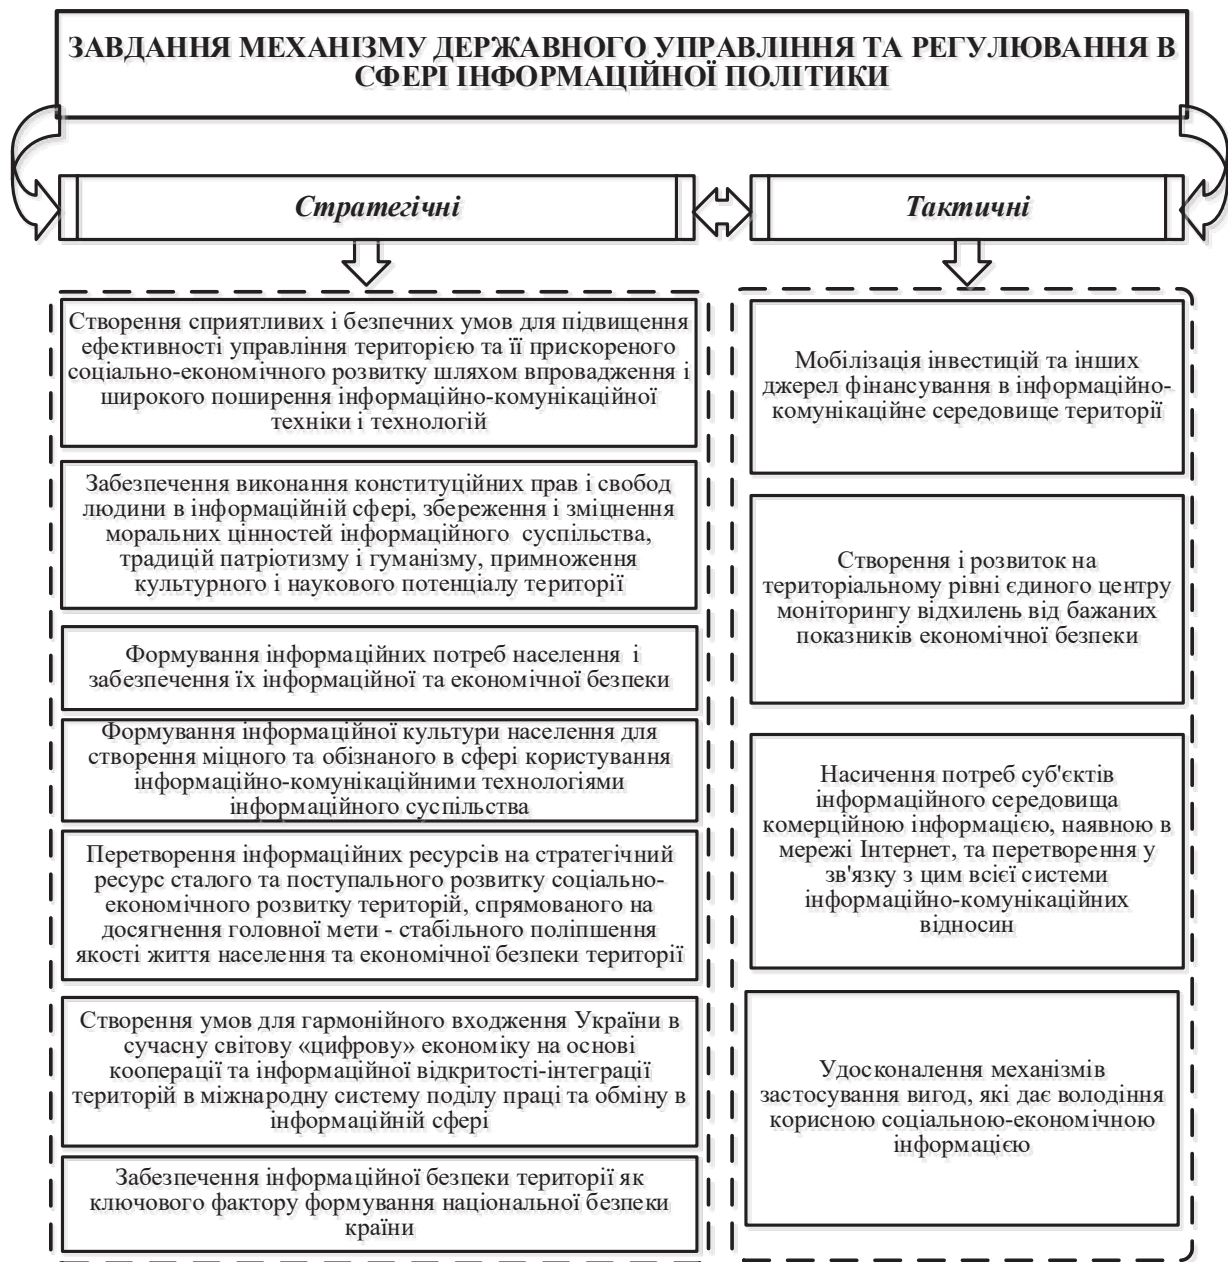 ЗАВДАННЯ МЕХАНІЗМУ ДЕРЖАВНОГО УПРАВЛІННЯ ТА РЕГУЛЮВАННЯ В
СФЕРІ ІНФОРМАЦІЙНОЇ ПОЛІТИКИ
Стратегічні
Створення сприятливих і безпечних умов для підвищення
ефективності управління територією та її прискореного
соціально-економічного розвитку шляхом впровадження і
широкого поширення інформаційно-комунікаційної
техніки і технологій
Забезпечення виконання конституційних прав і свобод
людини в інформаційній сфері, збереження і зміцнення
моральних цінностей інформаційного суспільства,
традицій патріотизму і гуманізму, примноження
культурного і наукового потенціалу території
Формування інформаційних потреб населення і
забезпечення їх інформаційної та економічної безпеки
Формування інформаційної культури населення для
створення міцного та обізнаного в сфері користування
інформаційно-комунікаційними технологіями
інформаційного суспільства
Перетворення інформаційних ресурсів на стратегічний
ресурс сталого та поступального розвитку соціально-
економічного розвитку територій, спрямованого на
досягнення головної мети - стабільного поліпшення
якості життя населення та економічної безпеки території
Створення умов для гармонійного входження України в
сучасну світову «цифрову» економіку на основі
кооперації та інформаційної відкритості-інтеграції
територій в міжнародну систему поділу праці та обміну в
інформаційній сфері
Забезпечення інформаційної безпеки території як
ключового фактору формування національної безпеки
країни
Тактичні
Мобілізація інвестицій та інших
джерел фінансування в інформаційно-
комунікаційне середовище території
Створення і розвиток на
територіальному рівні єдиного центру
моніторингу відхилень від бажаних
показників економічної безпеки
Насичення потреб суб'єктів
інформаційного середовища
комерційною інформацією, наявною в
мережі Інтернет, та перетворення у
зв'язку з цим всієї системи
інформаційно-комунікаційних
відносин
Удосконалення механізмів
застосування вигод, які дає володіння
корисною соціальною-економічною
інформацією